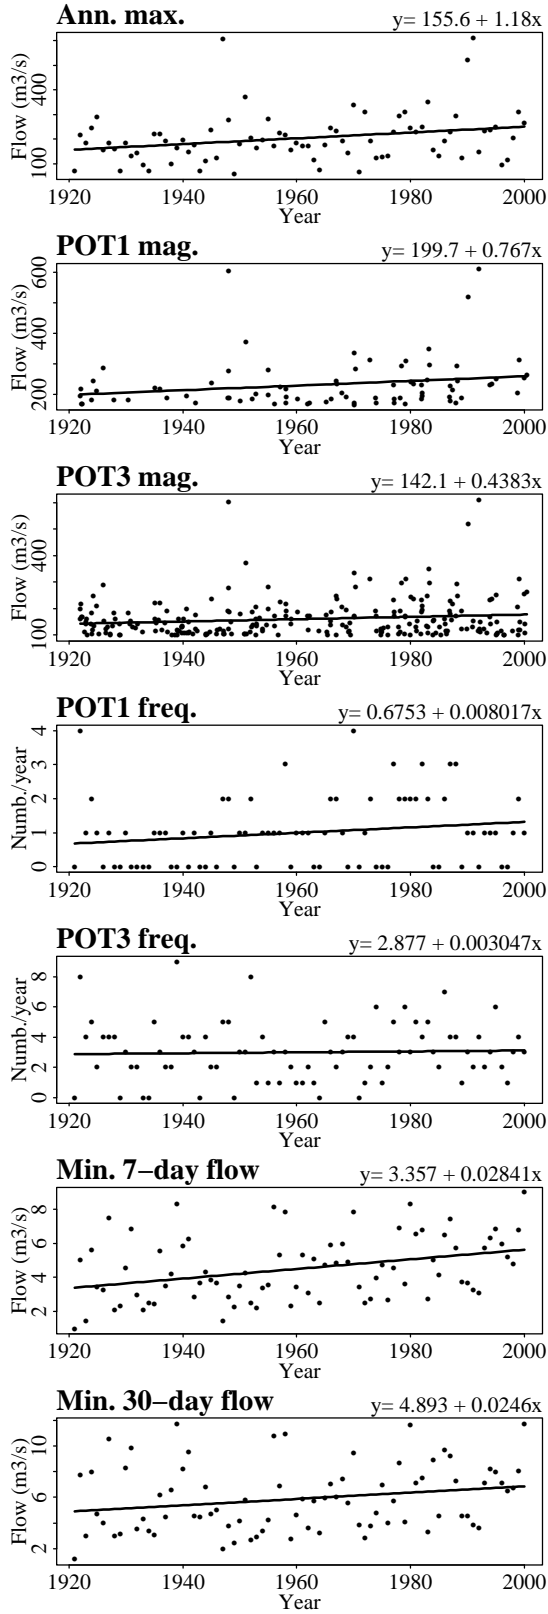 Ann. max. y= 155.6 + 1.18x
Flow (m3/s)
400
100
1920 1940 1960 1980 2000
Year
POT1 mag. y= 199.7 + 0.767x
Flow (m3/s)
600
400
200
1920 1940 1960 1980 2000
Year
POT3 mag. y= 142.1 + 0.4383x
Flow (m3/s)
400
100
1920 1940 1960 1980 2000
Year
POT1 freq. y= 0.6753 + 0.008017x
Numb./year
4
3
2
1
0
1920 1940 1960 1980 2000
Year
POT3 freq. y= 2.877 + 0.003047x
Numb./year
8
6
4
2
0
1920 1940 1960 1980 2000
Year
Min. 7−day flow y= 3.357 + 0.02841x
Flow (m3/s)
8
6
4
2
1920 1940 1960 1980 2000
Year
Min. 30−day flow y= 4.893 + 0.0246x
Flow (m3/s)
10
6
2
1920 1940 1960 1980 2000
Year